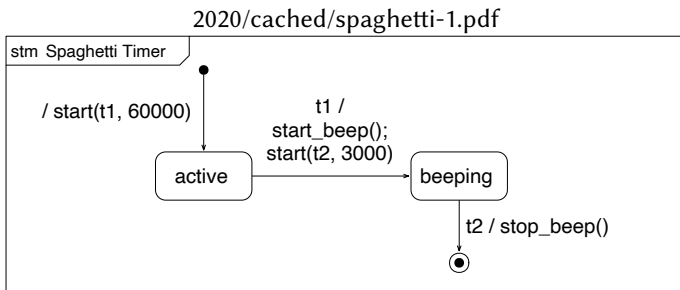 2020/cached/spaghetti-1.pdf
stm Spaghetti Timer
/ start(t1, 60000)
t1 /
start_beep();
start(t2, 3000)
active
beeping
t2 / stop_beep()